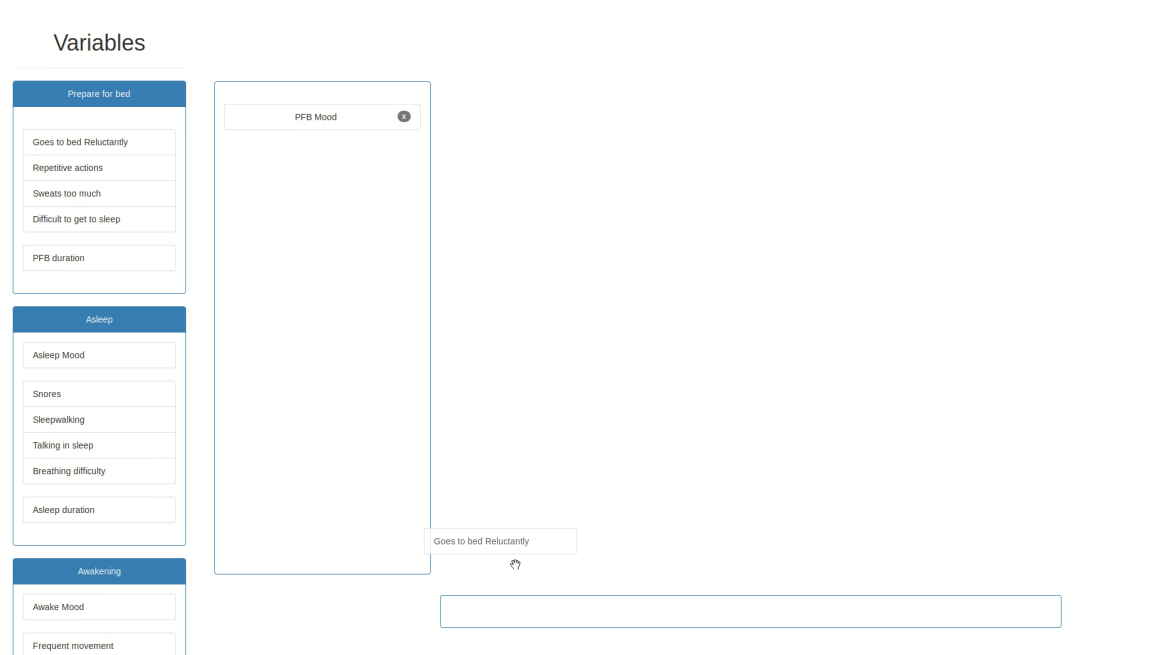 Variables
Prepare for bed
Goes to bed Reluctantly
Repetitive actions
Sweats too much
Difficult to get to sleep
PFB duration
Asleep
Asleep Mood
Snores
Sleepwalking
Talking in sleep
Breathing difficulty
Asleep duration
Awakening
Awake Mood
Frequent movement
PFB Mood x
Goes to bed Reluctantly